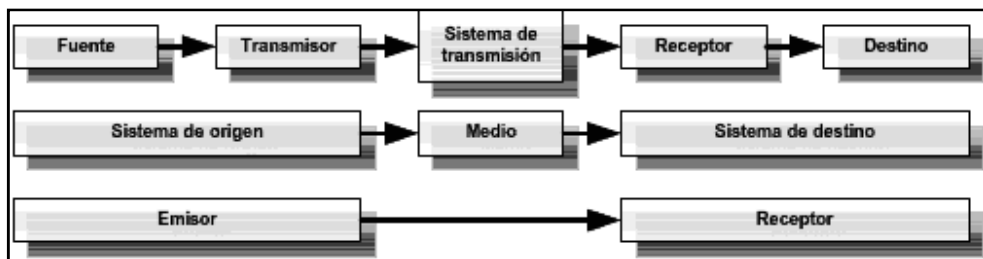 Fuente
Transmisor
Sistema de
transmisión
Receptor
Destino
Sistema de origen
Medio
Sistema de destino
Emisor
Receptor